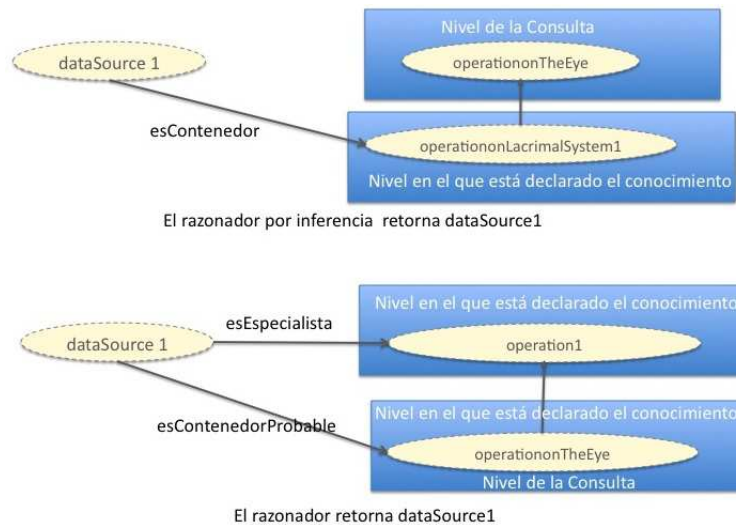 Nivel de la Consulta
dataSource 1
operationonTheEye
esContenedor
operationonLacrimalSystem1
Nivel en el que está declarado el conocimiento
El razonador por inferencia retorna dataSource1
Nivel en el que está declarado el conocimiento
esEspecialista
dataSource 1
operation1
Nivel en el que está declarado el conocimiento
esContenedorProbable
operationonTheEye
Nivel de la Consulta
El razonador retorna dataSource1